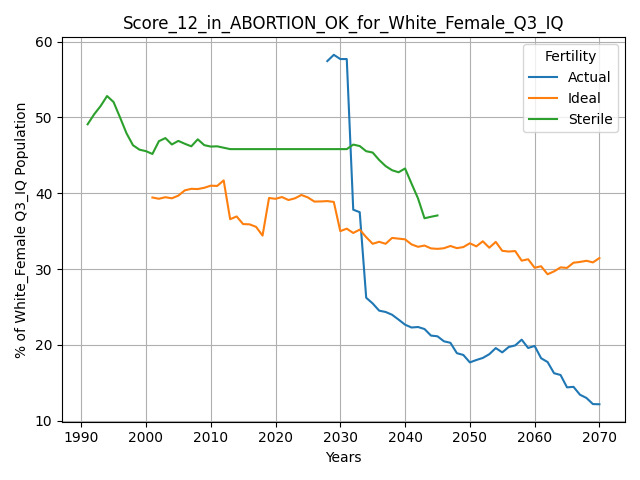 Score_12_in_ABORTION_OK_for_White_Female_Q3_IQ
% of White_Female Q3_IQ Population
60
50
40
30
20
10
Fertility
Actual
Ideal
Sterile
1990 2000 2010 2020 2030 2040 2050 2060 2070
Years